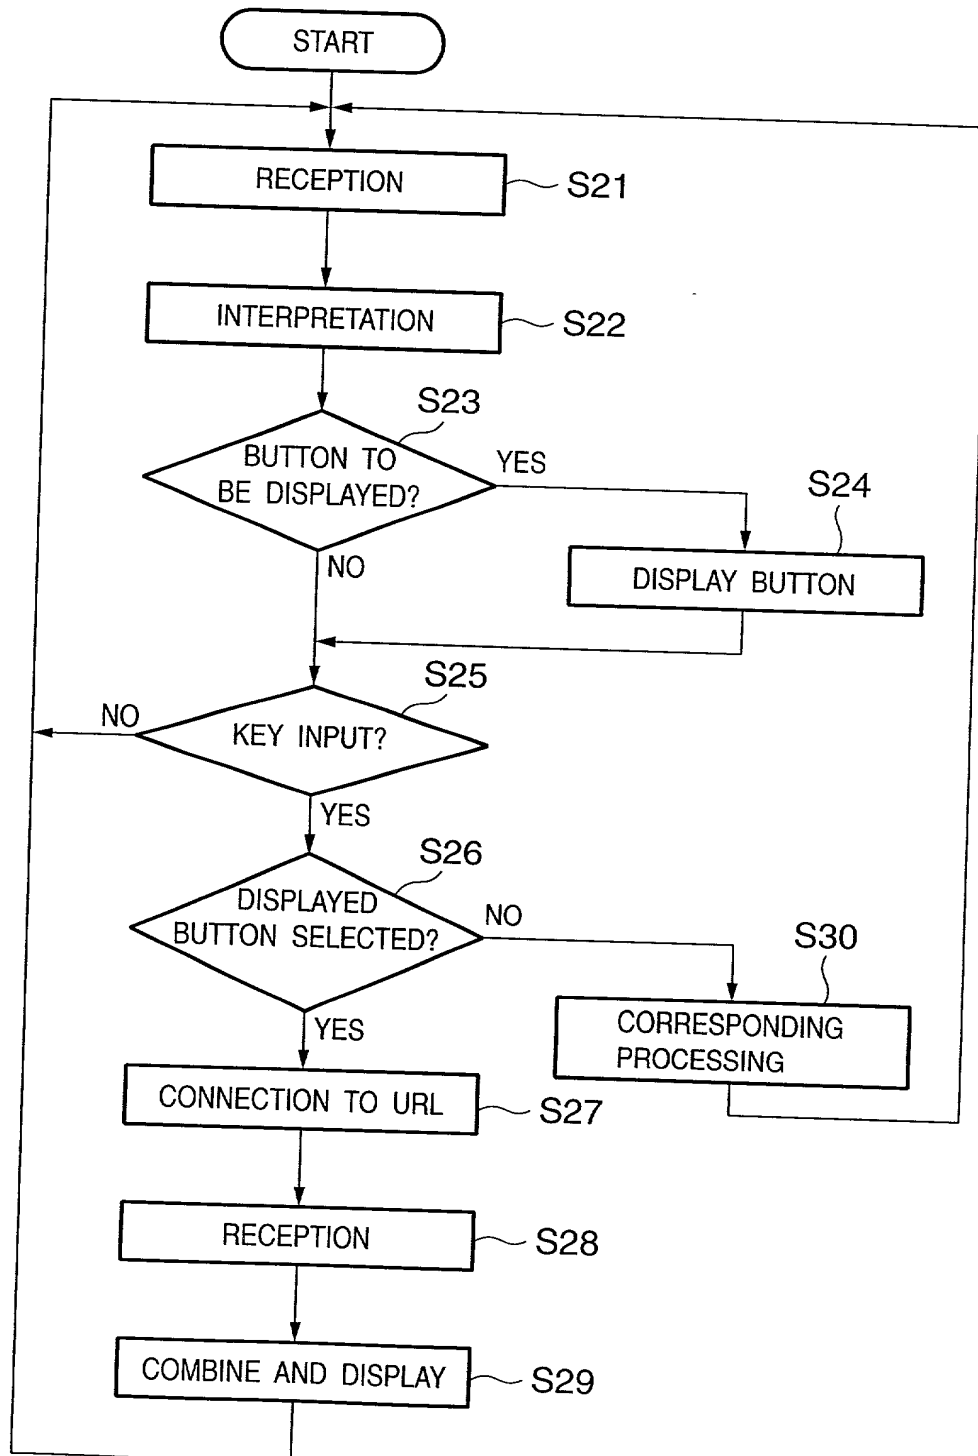 START
RECEPTION
S21
INTERPRETATION
S22
S23
BUTTON TO
BE DISPLAYED?
YES
NO
S24
DISPLAY BUTTON
S25
KEY INPUT?
NO
YES
S26
DISPLAYED
BUTTON SELECTED?
NO
YES
S30
CORRESPONDING
PROCESSING
CONNECTION TO URL
S27
RECEPTION
S28
COMBINE AND DISPLAY
S29